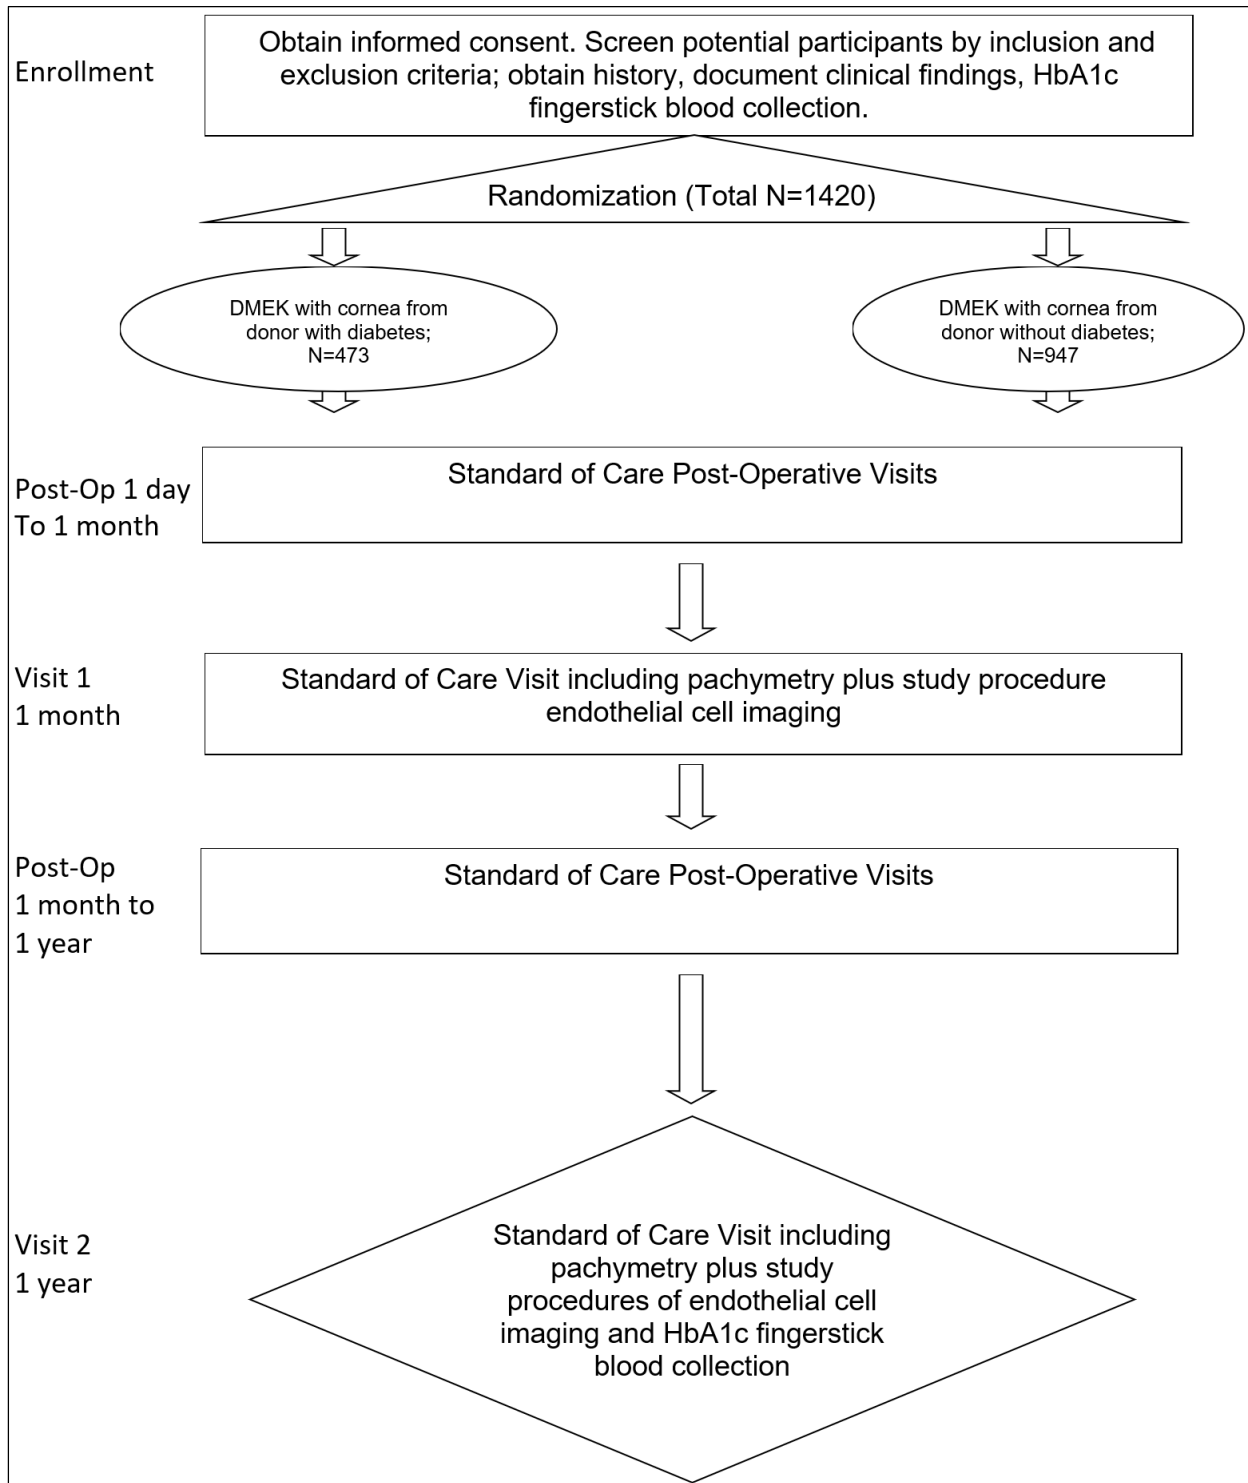 Enrollment
Obtain informed consent. Screen potential participants by inclusion and
exclusion criteria; obtain history, document clinical findings, HbA1c
fingerstick blood collection.
Randomization (Total N=1420)
DMEK with cornea from
donor with diabetes;
N=473
DMEK with cornea from
donor without diabetes;
N=947
Post-Op 1 day
To 1 month
Standard of Care Post-Operative Visits
Visit 1
1 month
Standard of Care Visit including pachymetry plus study procedure
endothelial cell imaging
Post-Op
1 month to
1 year
Standard of Care Post-Operative Visits
Visit 2
1 year
Standard of Care Visit including
pachymetry plus study
procedures of endothelial cell
imaging and HbA1c fingerstick
blood collection